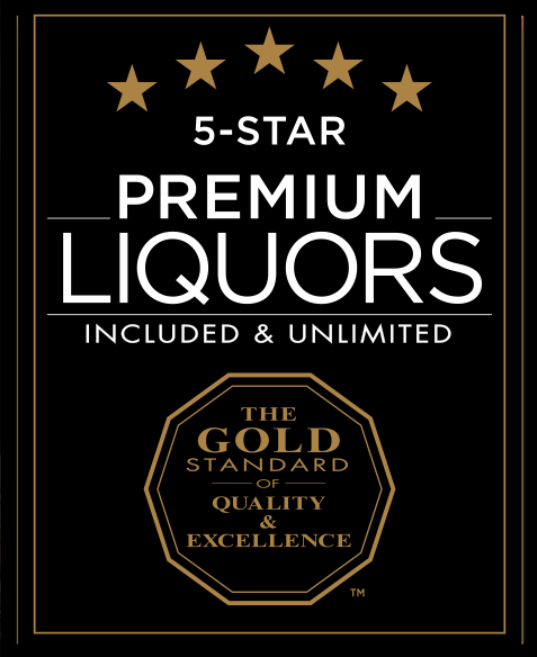 5-STAR
PREMIUM
LIQUORS
INCLUDED & UNLIMITED
THE
GOLD
STANDARD
OF
QUALITY
&
EXCELLENCE
TM